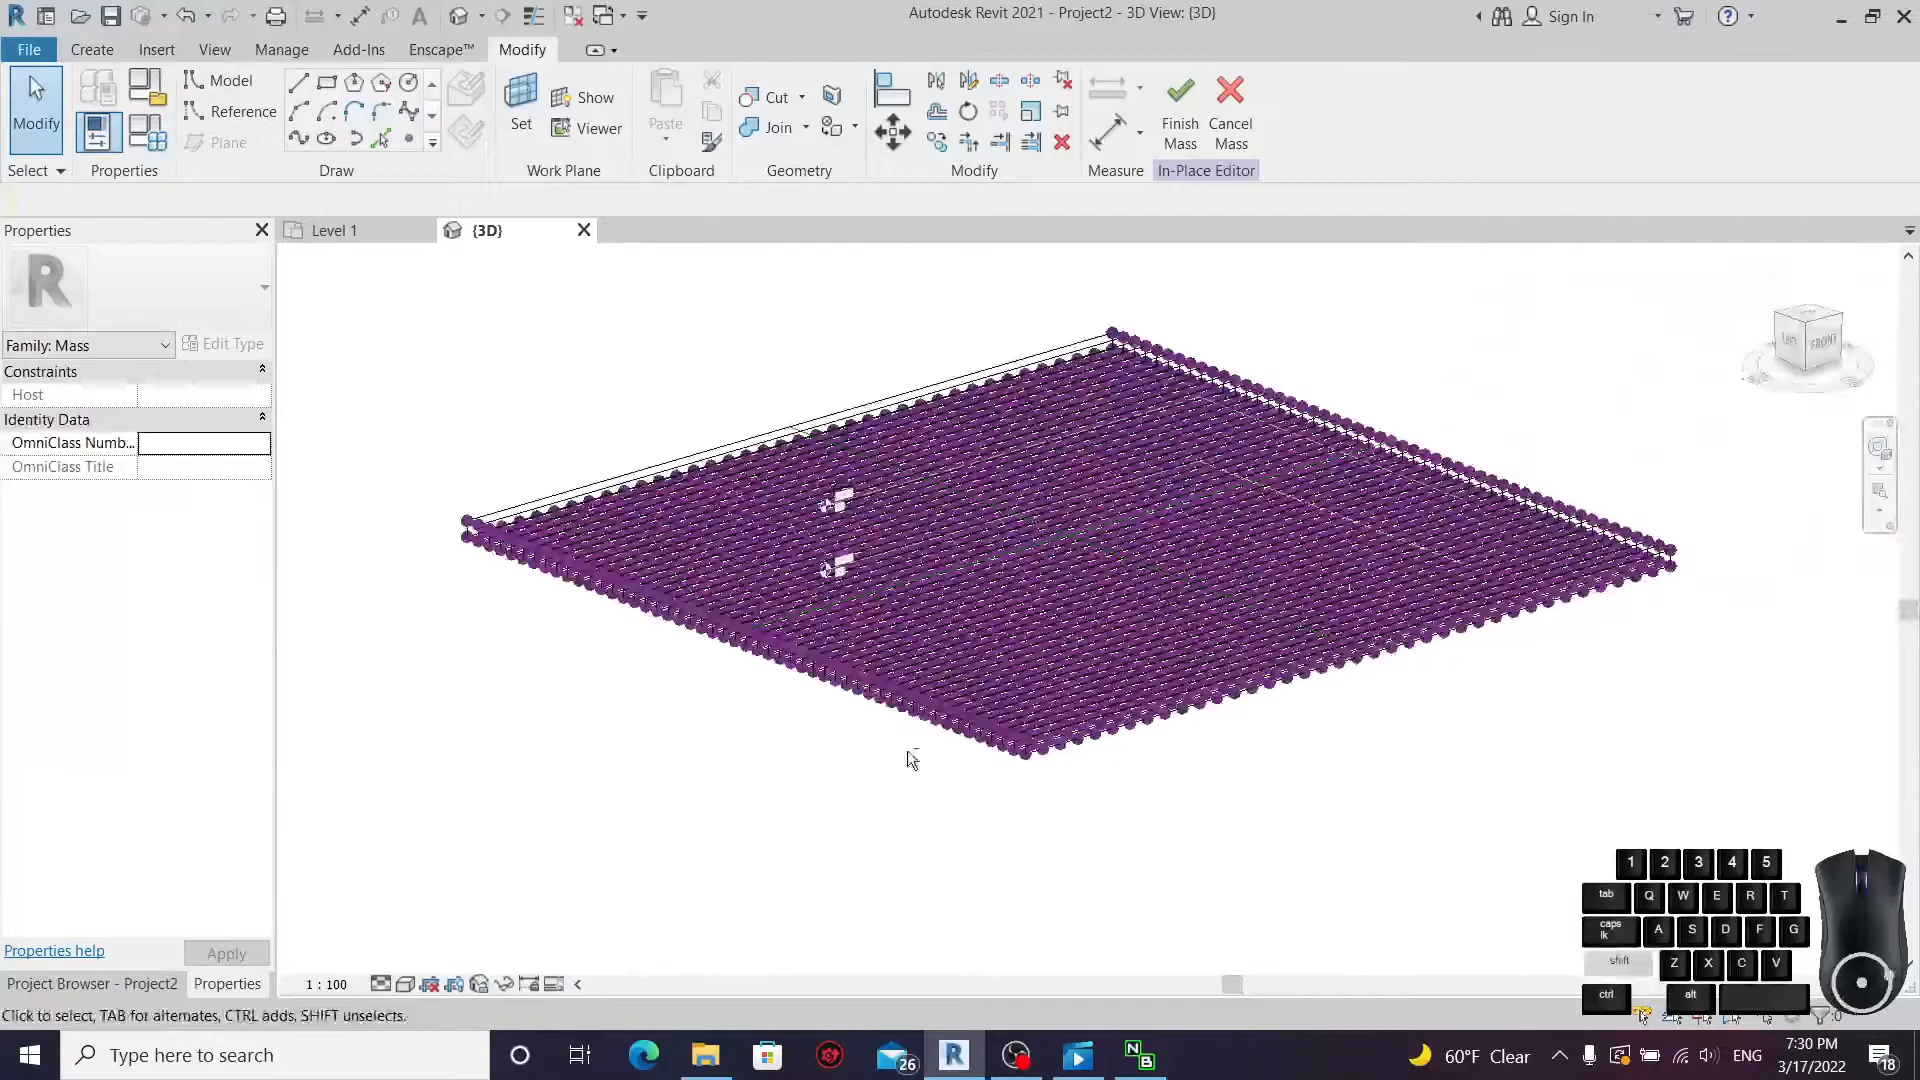 Autodesk Revit 2021 - Project2 - 3D View: {3D}
Sign In
File
Create
Insert
View
Manage
Add-Ins
Enscape™
Modify
Modify
Model
Reference
Plane
Set
Show
Viewer
Paste
Cut
Join
Finish Mass
Cancel Mass
Select
Properties
Draw
Work Plane
Clipboard
Geometry
Modify
Measure
In-Place Editor
Properties
Level 1
{3D}
Family: Mass
Edit Type
Constraints
Host
Identity Data
OmniClass Numb...
OmniClass Title
LEFT
FRONT
Properties help
Apply
Project Browser - Project2
Properties
1 : 100
Click to select, TAB for alternates, CTRL adds, SHIFT unselects.
:0
1 2 3 4 5
tab Q W E R T
caps lk A S D F G
shift Z X C V
ctrl alt
Type here to search
26
60°F Clear
ENG
7:30 PM
3/17/2022
18